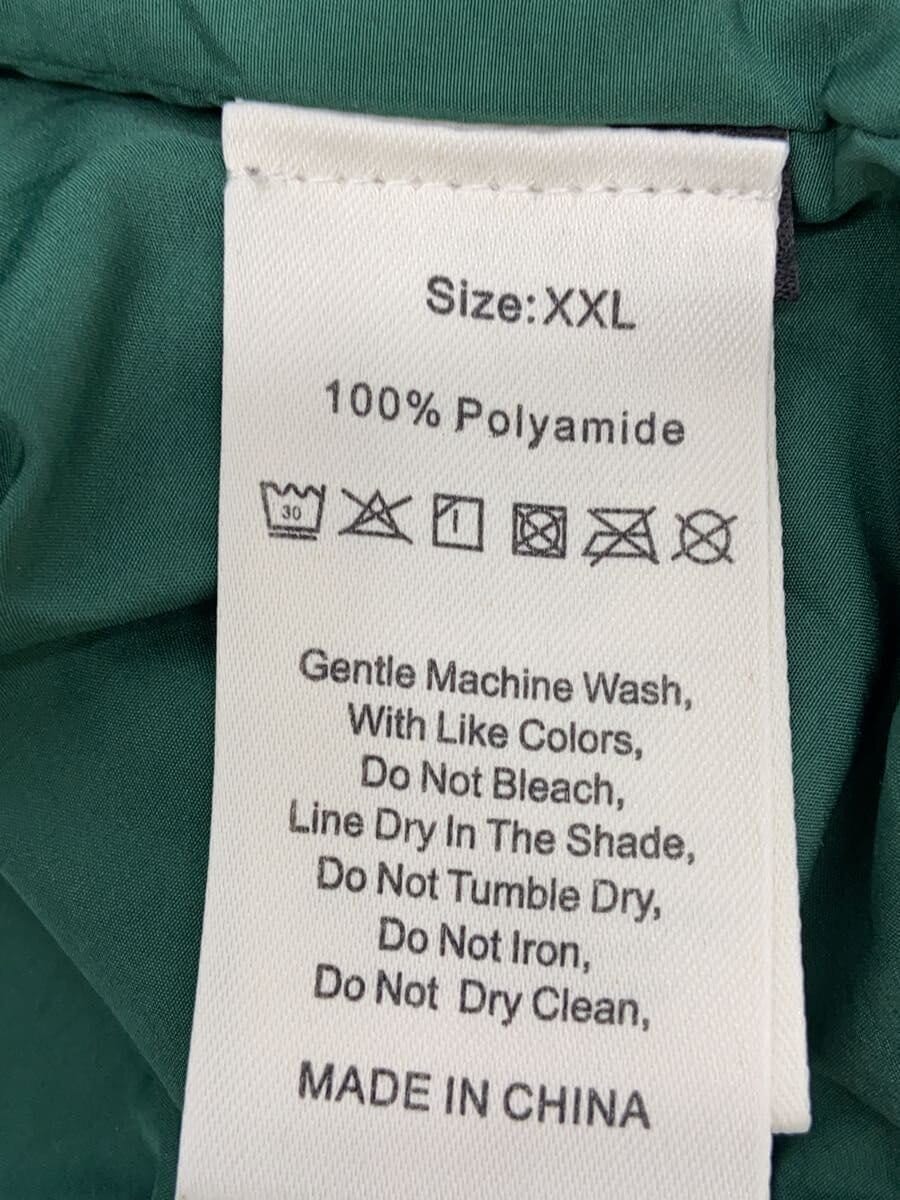 Size:XXL
100% Polyamide
30
Gentle Machine Wash,
With Like Colors,
Do Not Bleach,
Line Dry In The Shade,
Do Not Tumble Dry,
Do Not Iron,
Do Not Dry Clean,
MADE IN CHINA